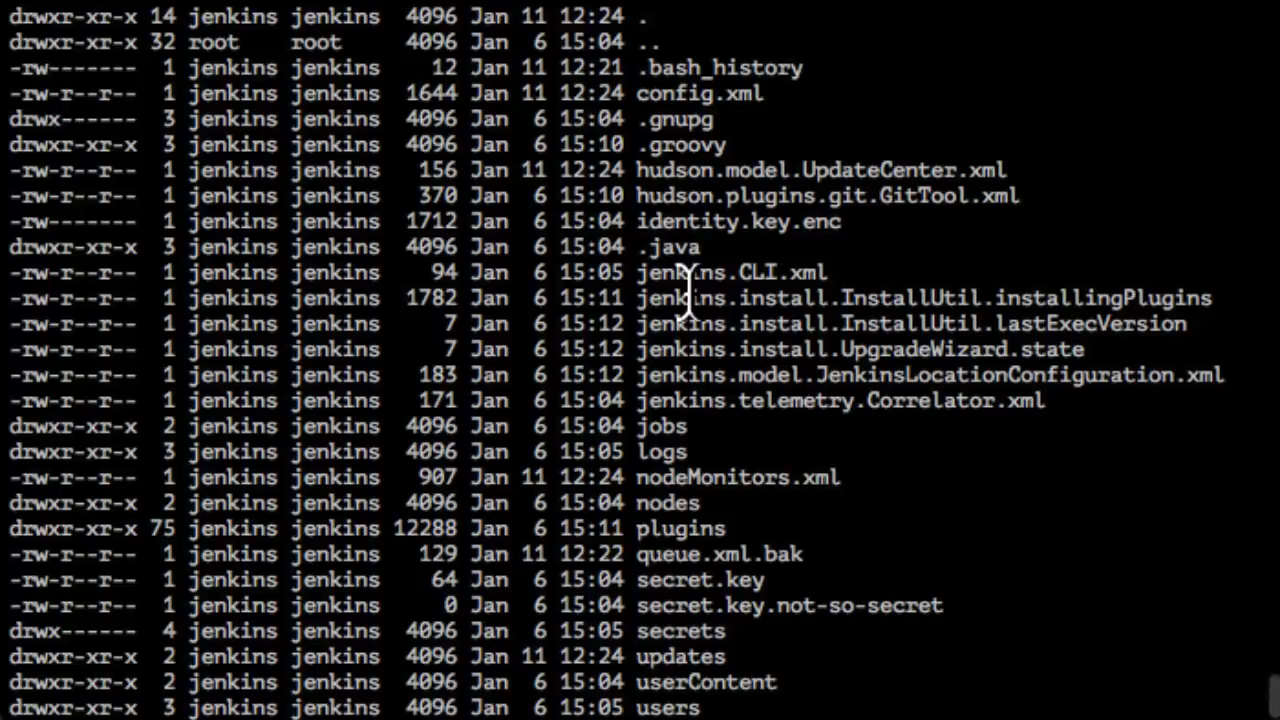 drwxr-xr-x 14 jenkins jenkins  4096 Jan 11 12:24 .
drwxr-xr-x 32 root    root     4096 Jan  6 15:04 ..
-rw-------  1 jenkins jenkins    12 Jan 11 12:21 .bash_history
-rw-r--r--  1 jenkins jenkins  1644 Jan 11 12:24 config.xml
drwx------  3 jenkins jenkins  4096 Jan  6 15:04 .gnupg
drwxr-xr-x  3 jenkins jenkins  4096 Jan  6 15:10 .groovy
-rw-r--r--  1 jenkins jenkins   156 Jan 11 12:24 hudson.model.UpdateCenter.xml
-rw-r--r--  1 jenkins jenkins   370 Jan  6 15:10 hudson.plugins.git.GitTool.xml
-rw-------  1 jenkins jenkins  1712 Jan  6 15:04 identity.key.enc
drwxr-xr-x  3 jenkins jenkins  4096 Jan  6 15:04 .java
-rw-r--r--  1 jenkins jenkins    94 Jan  6 15:05 jenkins.CLI.xml
-rw-r--r--  1 jenkins jenkins  1782 Jan  6 15:11 jenkins.install.InstallUtil.installingPlugins
-rw-r--r--  1 jenkins jenkins     7 Jan  6 15:12 jenkins.install.InstallUtil.lastExecVersion
-rw-r--r--  1 jenkins jenkins     7 Jan  6 15:12 jenkins.install.UpgradeWizard.state
-rw-r--r--  1 jenkins jenkins   183 Jan  6 15:12 jenkins.model.JenkinsLocationConfiguration.xml
-rw-r--r--  1 jenkins jenkins   171 Jan  6 15:04 jenkins.telemetry.Correlator.xml
drwxr-xr-x  2 jenkins jenkins  4096 Jan  6 15:04 jobs
drwxr-xr-x  3 jenkins jenkins  4096 Jan  6 15:05 logs
-rw-r--r--  1 jenkins jenkins   907 Jan 11 12:24 nodeMonitors.xml
drwxr-xr-x  2 jenkins jenkins  4096 Jan  6 15:04 nodes
drwxr-xr-x 75 jenkins jenkins 12288 Jan  6 15:11 plugins
-rw-r--r--  1 jenkins jenkins   129 Jan 11 12:22 queue.xml.bak
-rw-r--r--  1 jenkins jenkins    64 Jan  6 15:04 secret.key
-rw-r--r--  1 jenkins jenkins     0 Jan  6 15:04 secret.key.not-so-secret
drwx------  4 jenkins jenkins  4096 Jan  6 15:05 secrets
drwxr-xr-x  2 jenkins jenkins  4096 Jan 11 12:24 updates
drwxr-xr-x  2 jenkins jenkins  4096 Jan  6 15:04 userContent
drwxr-xr-x  3 jenkins jenkins  4096 Jan  6 15:05 users